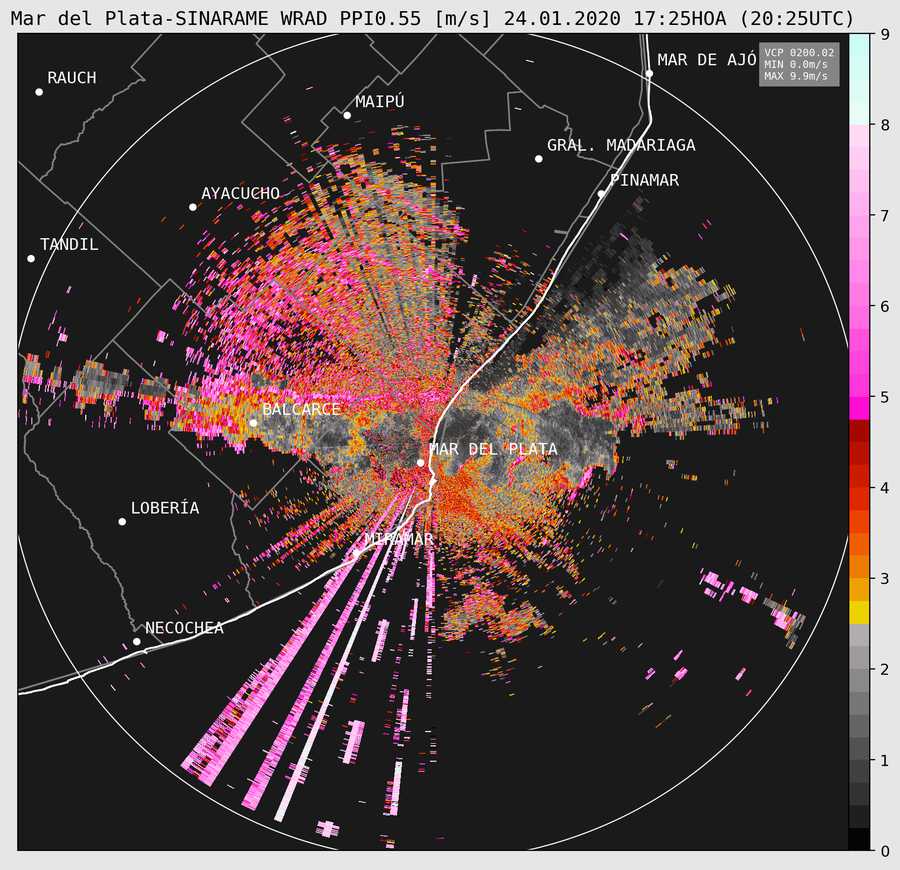 Mar del Plata-SINARAME WRAD PPI0.55 [m/s] 24.01.2020 17:25HOA (20:25UTC)
VCP 0200.02
MIN 0.0m/s
MAX 9.9m/s
MAR DE AJÓ
RAUCH
MAIPÚ
GRAL. MADARIAGA
PINAMAR
AYACUCHO
TANDIL
BALCARCE
MAR DEL PLATA
LOBERÍA
MIRAMAR
NECOCHEA
9
8
7
6
5
4
3
2
1
0